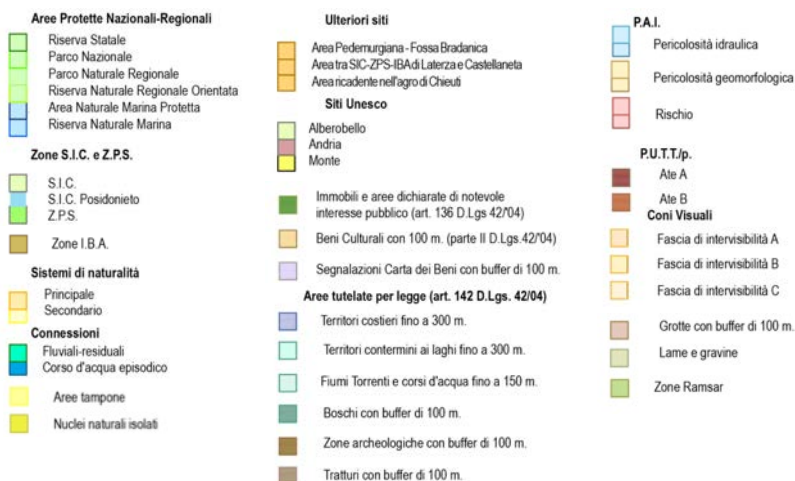 Aree Protette Nazionali-Regionali
Riserva Statale
Parco Nazionale
Parco Naturale Regionale
Riserva Naturale Regionale Orientata
Area Naturale Marina Protetta
Riserva Naturale Marina
Zone S.I.C. e Z.P.S.
S.I.C.
S.I.C. Posidonieto
Z.P.S.
Zone I.B.A.
Sistemi di naturalità
Principale
Secondario
Connessioni
Fluviali-residuali
Corso d'acqua episodico
Aree tampone
Nuclei naturali isolati
Ulteriori siti
Area Pedemurgiana - Fossa Bradanica
Area tra SIC-ZPS-IBA di Laterza e Castellaneta
Area ricadente nell'agro di Chieuti
Siti Unesco
Alberobello
Andria
Monte
Immobili e aree dichiarate di notevole
interesse pubblico (art. 136 D.Lgs 42/'04)
Beni Culturali con 100 m. (parte II D.Lgs.42/'04)
Segnalazioni Carta dei Beni con buffer di 100 m.
Aree tutelate per legge (art. 142 D.Lgs. 42/04)
Territori costieri fino a 300 m.
Territori contermini ai laghi fino a 300 m.
Fiumi Torrenti e corsi d'acqua fino a 150 m.
Boschi con buffer di 100 m.
Zone archeologiche con buffer di 100 m.
Tratturi con buffer di 100 m.
P.A.I.
Pericolosità idraulica
Pericolosità geomorfologica
Rischio
P.U.T.T./p.
Ate A
Ate B
Coni Visuali
Fascia di intervisibilità A
Fascia di intervisibilità B
Fascia di intervisibilità C
Grotte con buffer di 100 m.
Lame e gravine
Zone Ramsar